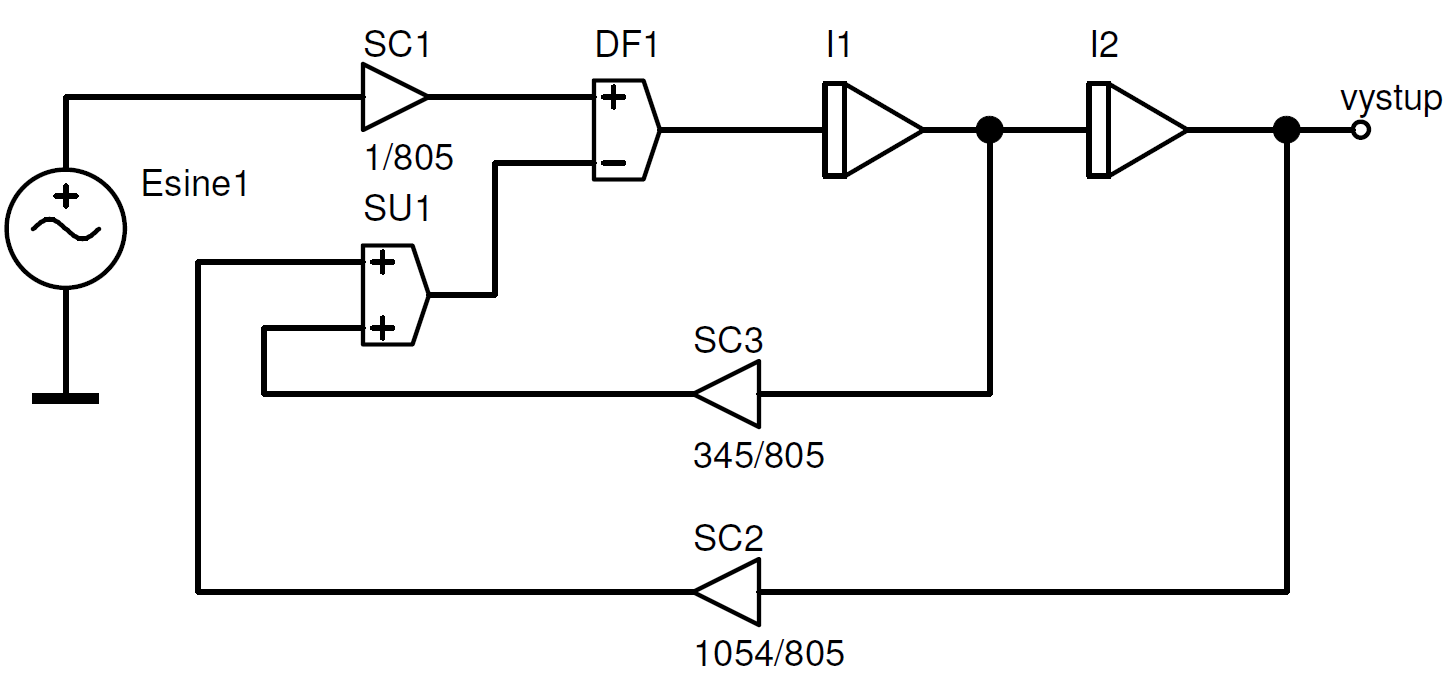 SC1
DF1
I1
I2
vystup
+
−
1/805
Esine1
+
SU1
+
+
SC3
345/805
SC2
1054/805